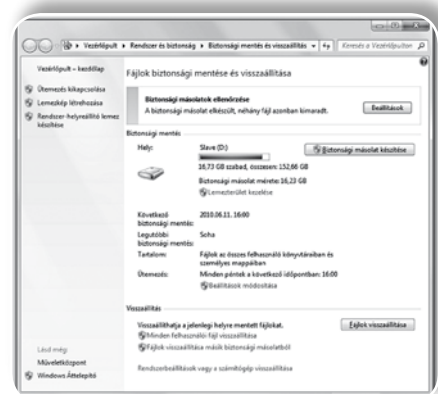 Vezérlőpult ▸ Rendszer és biztonság ▸ Biztonsági mentés és visszaállítás
Keresés a Vezérlőpulton
Vezérlőpult – kezdőlap
Ütemezés kikapcsolása
Lemezkép létrehozása
Rendszer-helyreállító lemez
készítése
Fájlok biztonsági mentése és visszaállítása
Biztonsági másolatok ellenőrzése
A biztonsági másolat elkészült, néhány fájl azonban kimaradt.
Beállítások
Biztonsági mentés
Hely:
Slave (D:)
Biztonsági másolat készítése
16,73 GB szabad, összesen: 152,66 GB
Biztonsági másolat mérete: 16,23 GB
Lemezterület kezelése
Következő
biztonsági mentés:
2010.06.11. 16:00
Legutóbbi
biztonsági mentés:
Soha
Tartalom:
Fájlok az összes felhasználó könyvtáraiban és
személyes mappáiban
Ütemezés:
Minden péntek a következő időpontban: 16:00
Beállítások módosítása
Visszaállítás
Visszaállíthatja a jelenlegi helyre mentett fájlokat.
Fájlok visszaállítása
Minden felhasználói fájl visszaállítása
Fájlok visszaállítása másik biztonsági másolatból
Rendszerbeállítások vagy a számítógép visszaállítása
Lásd még:
Műveletközpont
Windows Áttelepítő